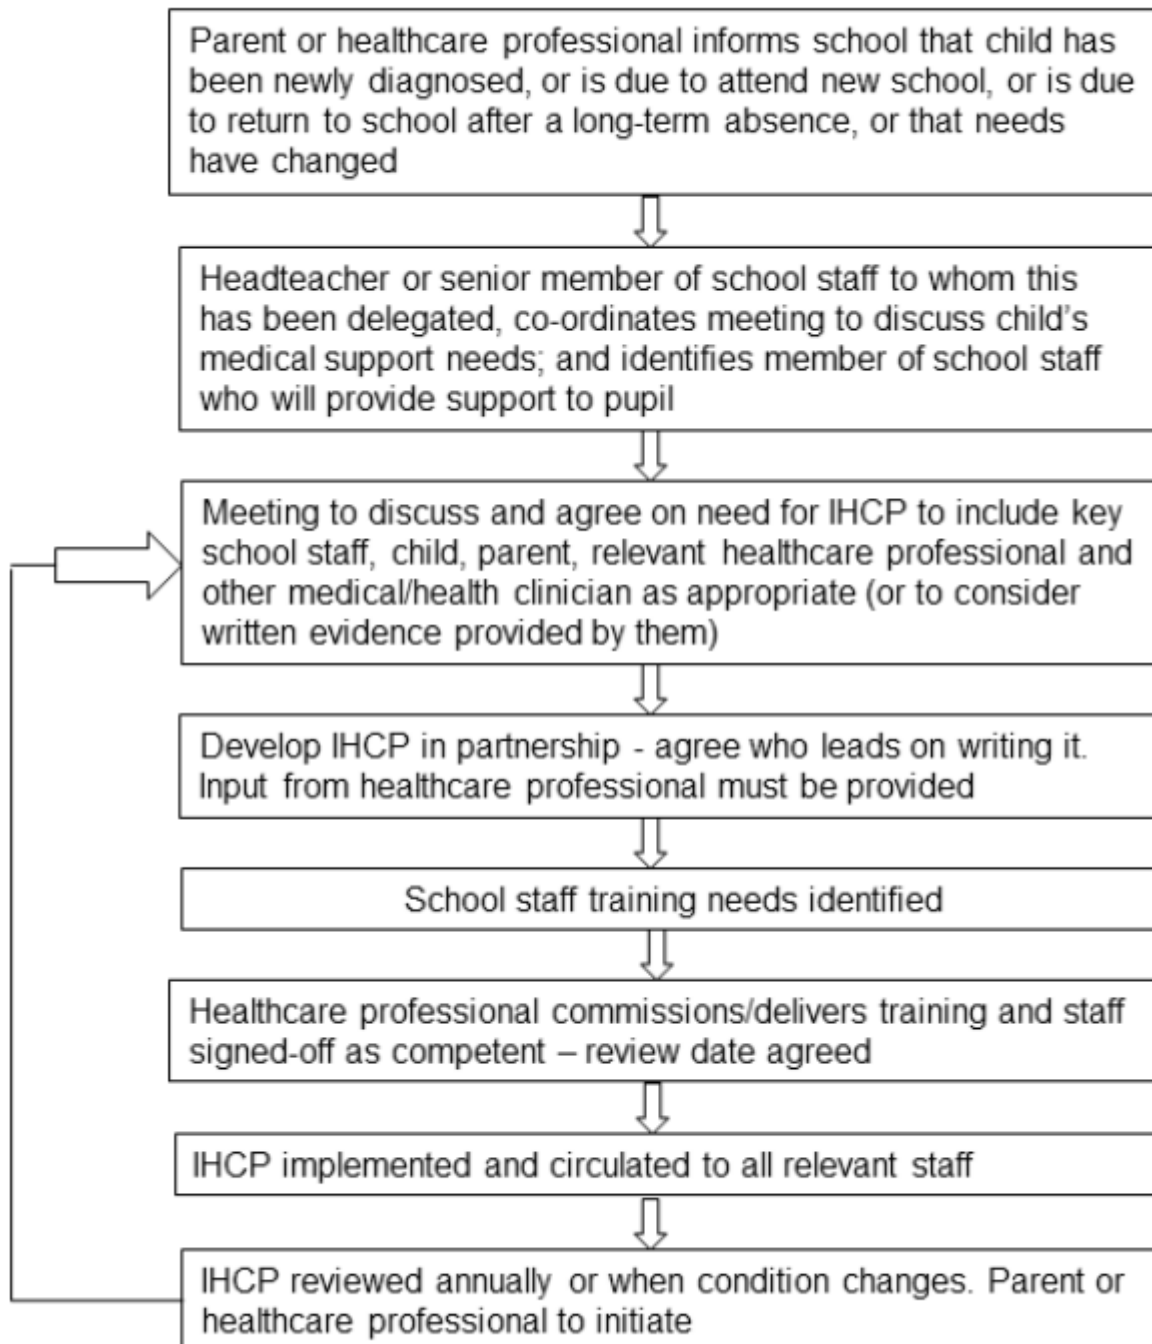 Parent or healthcare professional informs school that child has
been newly diagnosed, or is due to attend new school, or is due
to return to school after a long-term absence, or that needs
have changed
Headteacher or senior member of school staff to whom this
has been delegated, co-ordinates meeting to discuss child's
medical support needs; and identifies member of school staff
who will provide support to pupil
Meeting to discuss and agree on need for IHCP to include key
school staff, child, parent, relevant healthcare professional and
other medical/health clinician as appropriate (or to consider
written evidence provided by them)
Develop IHCP in partnership - agree who leads on writing it.
Input from healthcare professional must be provided
School staff training needs identified
Healthcare professional commissions/delivers training and staff
signed-off as competent – review date agreed
IHCP implemented and circulated to all relevant staff
IHCP reviewed annually or when condition changes. Parent or
healthcare professional to initiate